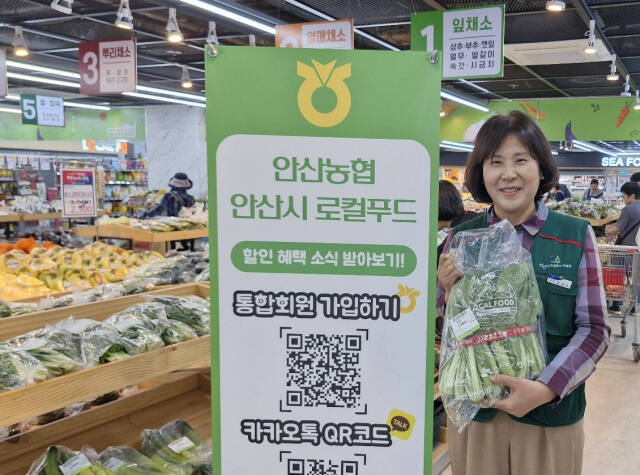 3 뿌리채소
5
2 열매채소
1 잎채소
상추·부추·깻잎
열무·얼갈이
쑥갓·시금치
SEA FOO
안산농협
안산시 로컬푸드
할인 혜택 소식 받아보기!
통합회원 가입하기
카카오톡 QR코드
TALK
LOCAL FOOD